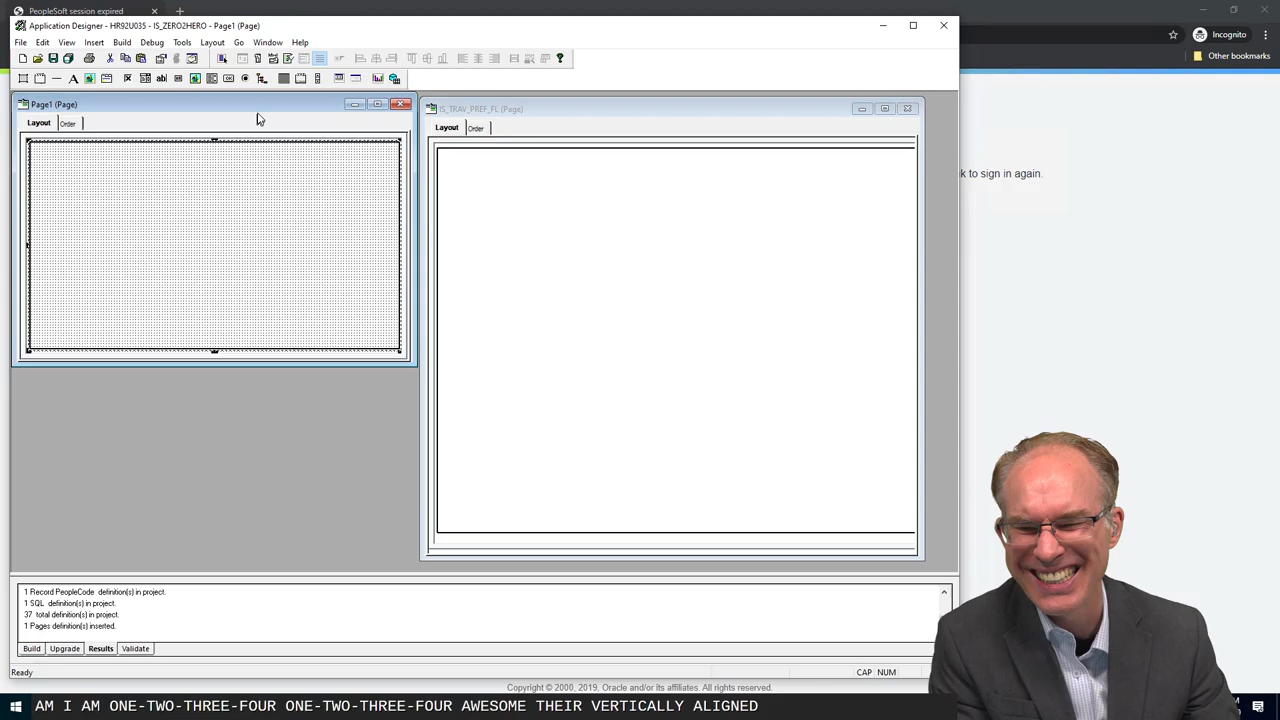 PeopleSoft session expired
Application Designer - HR92U035 - IS_ZERO2HERO - Page1 (Page)
Incognito
File Edit View Insert Build Debug Tools Layout Go Window Help
Other bookmarks
Page1 (Page)
IS_TRAV_PREF_FL (Page)
Layout Order
Layout Order
k to sign in again.
1 Record PeopleCode definition(s) in project.
1 SQL definition(s) in project.
37 total definition(s) in project.
1 Pages definition(s) inserted.
Build Upgrade Results Validate
Ready
CAP NUM
Copyright © 2000, 2019, Oracle and/or its affiliates. All rights reserved.
AM I AM ONE-TWO-THREE-FOUR ONE-TWO-THREE-FOUR AWESOME THEIR VERTICALLY ALIGNED